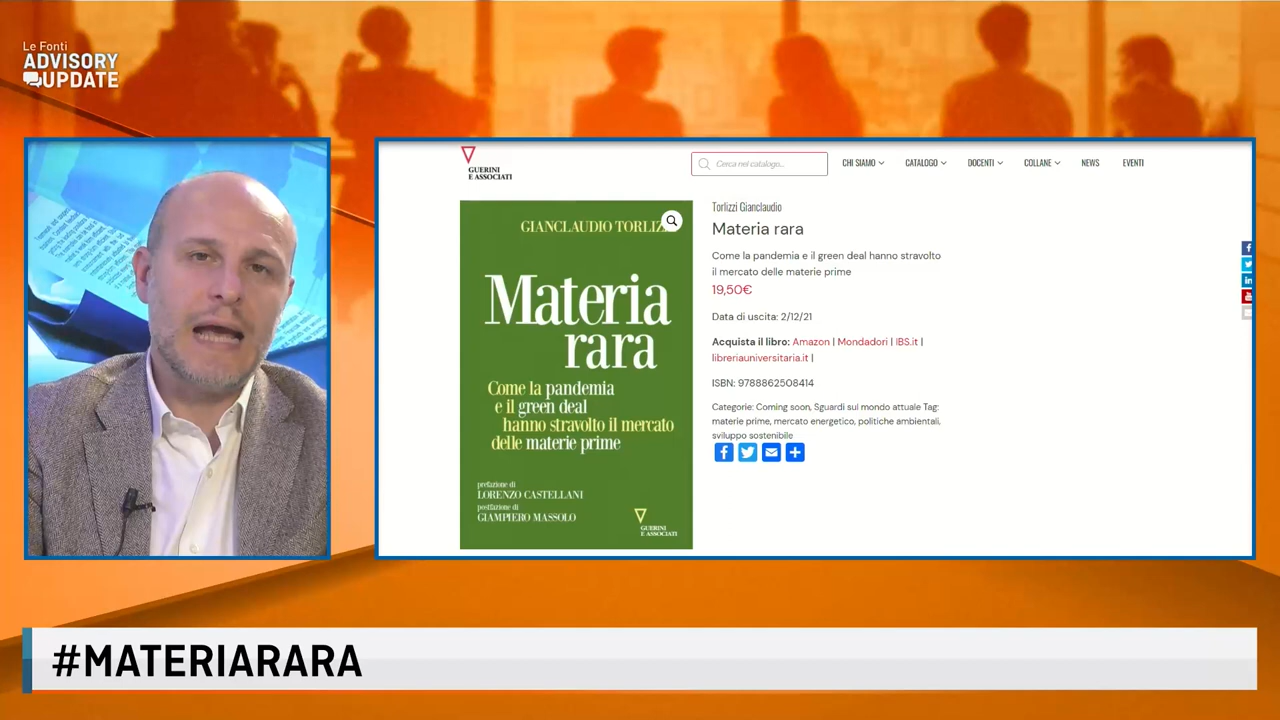 Le Fonti
ADVISORY
UPDATE
GUERINI
E ASSOCIATI
Cerca nel catalogo...
CHI SIAMO
CATALOGO
DOCENTI
COLLANE
NEWS
EVENTI
GIANCLAUDIO TORLIZ
Materia
rara
Come la pandemia
e il green deal
hanno stravolto il mercato
delle materie prime
prefazione di
LORENZO CASTELLANI
postfazione di
GIAMPIERO MASSOLO
GUERINI
E ASSOCIATI
Torlizzi Gianclaudio
Materia rara
Come la pandemia e il green deal hanno stravolto
il mercato delle materie prime
19,50€
Data di uscita: 2/12/21
Acquista il libro: Amazon | Mondadori | IBS.it |
libreriauniversitaria.it |
ISBN: 9788862508414
Categorie: Coming soon, Sguardi sul mondo attuale Tag:
materie prime, mercato energetico, politiche ambientali,
sviluppo sostenibile
#MATERIARARA